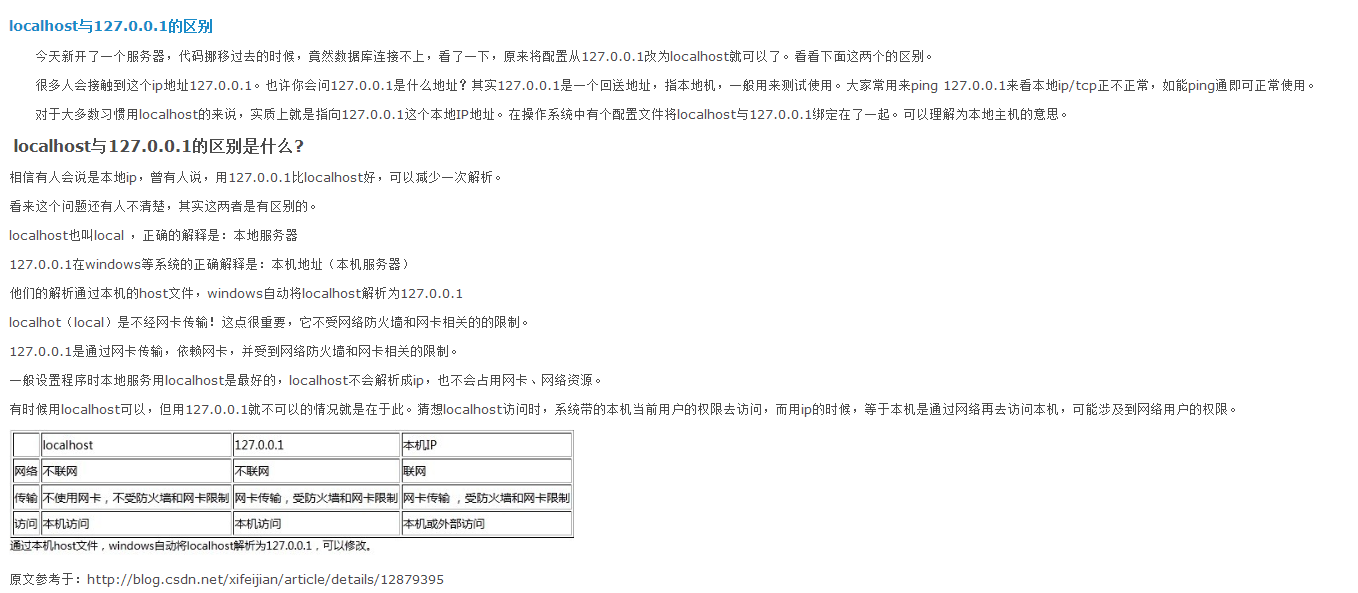 localhost与127.0.0.1的区别
今天新开了一个服务器，代码挪移过去的时候，竟然数据库连接不上，看了一下，原来将配置从127.0.0.1改为localhost就可以了。看看下面这两个的区别。
很多人会接触到这个ip地址127.0.0.1。也许你会问127.0.0.1是什么地址？其实127.0.0.1是一个回送地址，指本地机，一般用来测试使用。大家常用来ping 127.0.0.1来看本地ip/tcp正不正常，如能ping通即可正常使用。
对于大多数习惯用localhost的来说，实质上就是指向127.0.0.1这个本地IP地址。在操作系统中有个配置文件将localhost与127.0.0.1绑定在了一起。可以理解为本地主机的意思。
localhost与127.0.0.1的区别是什么？
相信有人会说是本地ip，曾有人说，用127.0.0.1比localhost好，可以减少一次解析。
看来这个问题还有人不清楚，其实这两者是有区别的。
localhost也叫local ，正确的解释是：本地服务器
127.0.0.1在windows等系统的正确解释是：本机地址（本机服务器）
他们的解析通过本机的host文件，windows自动将localhost解析为127.0.0.1
localhot（local）是不经网卡传输！这点很重要，它不受网络防火墙和网卡相关的的限制。
127.0.0.1是通过网卡传输，依赖网卡，并受到网络防火墙和网卡相关的限制。
一般设置程序时本地服务用localhost是最好的，localhost不会解析成ip，也不会占用网卡、网络资源。
有时候用localhost可以，但用127.0.0.1就不可以的情况就是在于此。猜想localhost访问时，系统带的本机当前用户的权限去访问，而用ip的时候，等于本机是通过网络再去访问本机，可能涉及到网络用户的权限。
localhost 127.0.0.1 本机IP
网络 不联网 不联网 联网
传输 不使用网卡，不受防火墙和网卡限制 网卡传输，受防火墙和网卡限制 网卡传输 ，受防火墙和网卡限制
访问 本机访问 本机访问 本机或外部访问
通过本机host文件，windows自动将localhost解析为127.0.0.1，可以修改。
原文参考于：http://blog.csdn.net/xifeijian/article/details/12879395